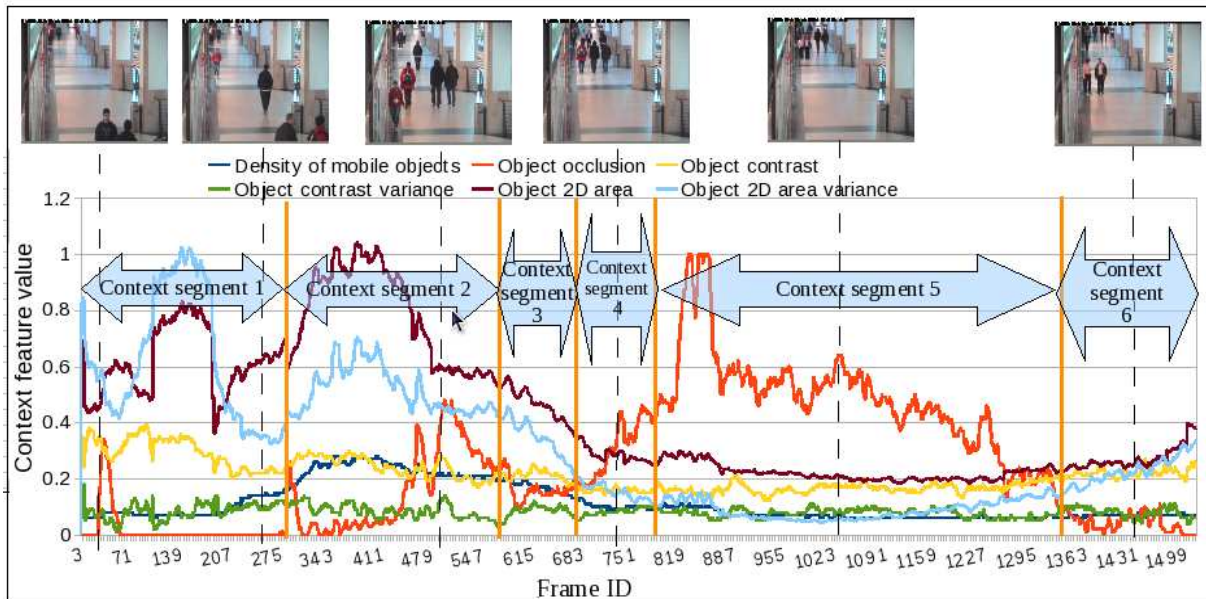 Density of mobile objects
Object occlusion
Object contrast
Object contrast variance
Object 2D area
Object 2D area variance
Context feature value
1.2
1
0.8
0.6
0.4
0.2
0
Context segment 1
Context segment 2
Context
segment
3
Context
segment
4
Context segment 5
Context
segment
6
3 71 139 207 275 343 411 479 547 615 683 751 819 887 955 1023 1091 1159 1227 1295 1363 1431 1499
Frame ID